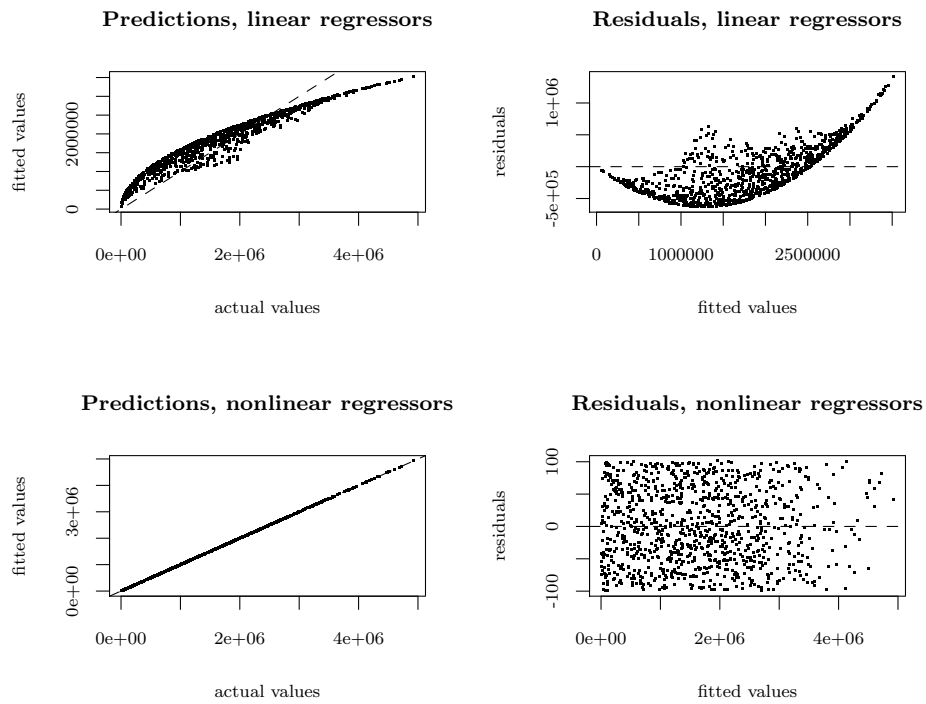 Predictions, linear regressors
fitted values
2000000
0
0e+00 2e+06 4e+06
actual values
Residuals, linear regressors
residuals
1e+06
-5e+05
0 1000000 2500000
fitted values
Predictions, nonlinear regressors
fitted values
3e+06
0e+00
0e+00 2e+06 4e+06
actual values
Residuals, nonlinear regressors
residuals
100
0
-100
0e+00 2e+06 4e+06
fitted values